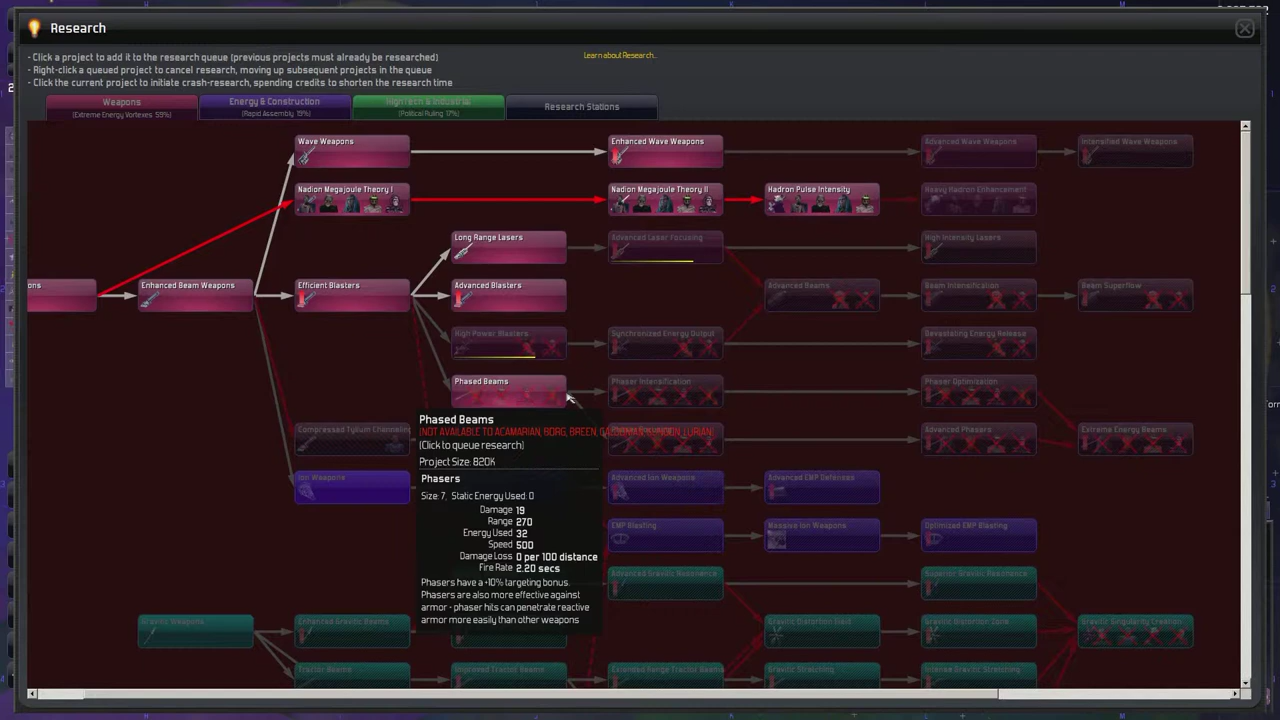 Research
- Click a project to add it to the research queue (previous projects must already be researched)
- Right-click a queued project to cancel research, moving up subsequent projects in the queue
- Click the current project to initiate crash-research, spending credits to shorten the research time
Learn about Research...
Weapons
(Extreme Energy Vortexes 59%)
Energy & Construction
(Rapid Assembly 19%)
HighTech & Industrial
(Political Ruling 17%)
Research Stations
Wave Weapons
Enhanced Wave Weapons
Advanced Wave Weapons
Intensified Wave Weapons
Nadion Megajoule Theory I
Nadion Megajoule Theory II
Hadron Pulse Intensity
Heavy Hadron Enhancement
Long Range Lasers
Advanced Laser Focusing
High Intensity Lasers
ons
Enhanced Beam Weapons
Efficient Blasters
Advanced Blasters
Advanced Beams
Beam Intensification
Beam Superflow
High Power Blasters
Synchronized Energy Output
Devastating Energy Release
Phased Beams
Phaser Intensification
Phaser Optimization
Compressed Tylium Channeling
Advanced Phasers
Extreme Energy Beams
Ion Weapons
Advanced Ion Weapons
Advanced EMP Defenses
EMP Blasting
Massive Ion Weapons
Optimized EMP Blasting
Advanced Gravitic Resonance
Superior Gravitic Resonance
Gravitic Weapons
Enhanced Gravitic Beams
Gravitic Distortion Field
Gravitic Distortion Zone
Gravitic Singularity Creation
Tractor Beams
Improved Tractor Beams
Expanded Range Tractor Beams
Gravitic Stretching
Intense Gravitic Stretching
Phased Beams
(NOT AVAILABLE TO ACAMARIAN, BORG, BREEN,
(Click to queue research)
Project Size: 820K
Phasers
Size: 7, Static Energy Used: 0
Damage 19
Range 270
Energy Used 32
Speed 500
Damage Loss 0 per 100 distance
Fire Rate 2.20 secs
Phasers have a +10% targeting bonus.
Phasers are also more effective against
armor - phaser hits can penetrate reactive
armor more easily than other weapons